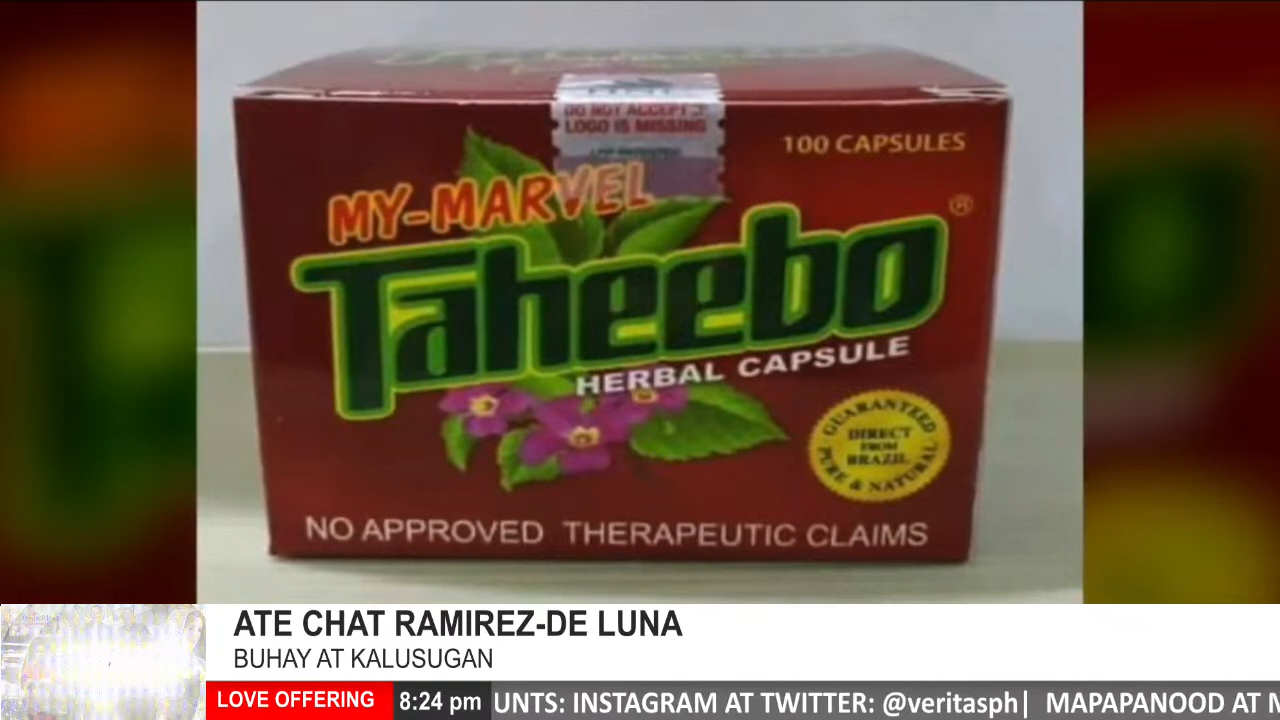 DO NOT ACCEPT
LOGO IS MISSING
100 CAPSULES
MY-MARVEL
Taheebo®
HERBAL CAPSULE
GUARANTEED
DIRECT
FROM
BRAZIL
PURE & NATURAL
NO APPROVED THERAPEUTIC CLAIMS
ATE CHAT RAMIREZ-DE LUNA
BUHAY AT KALUSUGAN
LOVE OFFERING 8:24 pm UNTS: INSTAGRAM AT TWITTER: @veritasph| MAPAPANOOD AT